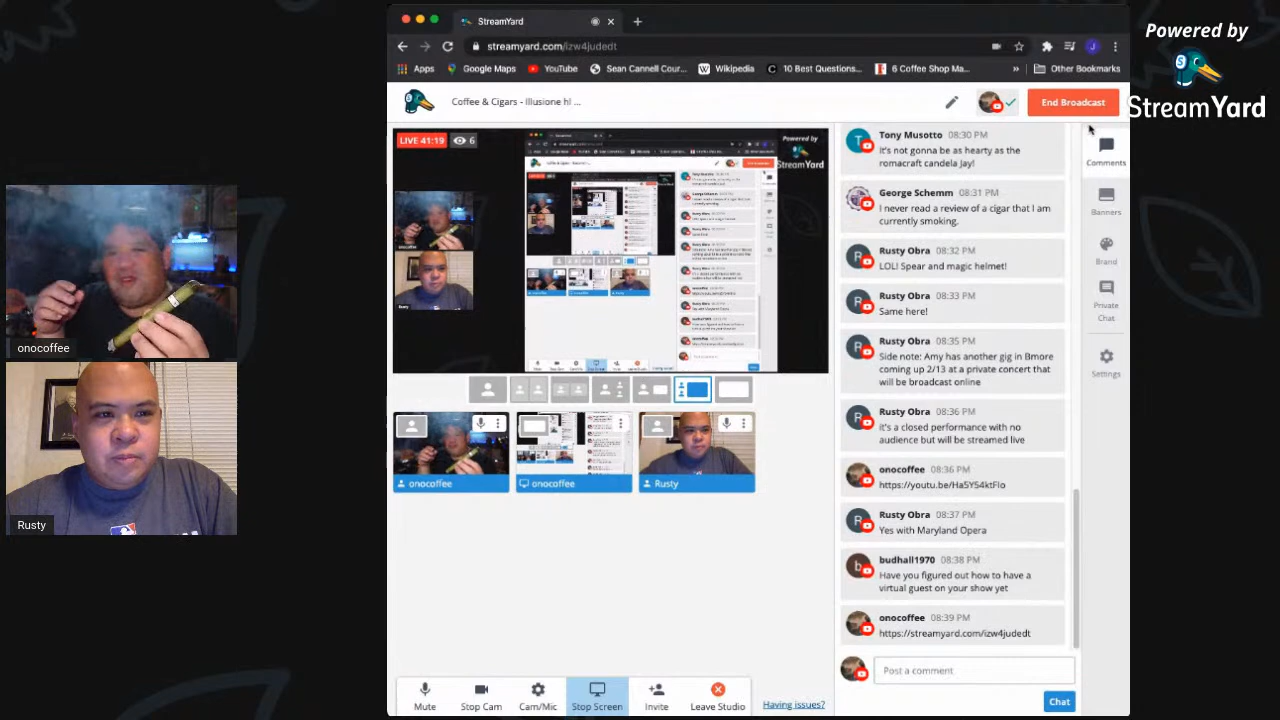 Powered by
StreamYard
StreamYard
streamyard.com/izw4judedt
J
Apps
Google Maps
YouTube
Sean Cannell Cour...
Wikipedia
10 Best Questions...
6 Coffee Shop Ma...
»
Other Bookmarks
Coffee & Cigars - Illusione hl ...
End Broadcast
LIVE 41:19
6
Powered by
StreamYard
onocoffee
Rusty
onocoffee
onocoffee
Rusty
onocoffee
Rusty
Tony Musotto 08:30 PM
It's not gonna be as hearty as the
romacraft candela Jay!
George Schemm 08:31 PM
I never read a review of a cigar that I am
currently smoking.
Rusty Obra 08:32 PM
LOL! Spear and magic helmet!
Rusty Obra 08:33 PM
Same here!
Rusty Obra 08:35 PM
Side note: Amy has another gig in Bmore
coming up 2/13 at a private concert that
will be broadcast online
Rusty Obra 08:36 PM
it's a closed performance with no
audience but will be streamed live
onocoffee 08:36 PM
https://youtu.be/Ha5Y54ktFlo
Rusty Obra 08:37 PM
Yes with Maryland Opera
budhall1970 08:38 PM
Have you figured out how to have a
virtual guest on your show yet
onocoffee 08:39 PM
https://streamyard.com/izw4judedt
Post a comment
Chat
Comments
Banners
Brand
Private
Chat
Settings
Mute
Stop Cam
Cam/Mic
Stop Screen
Invite
Leave Studio
Having issues?